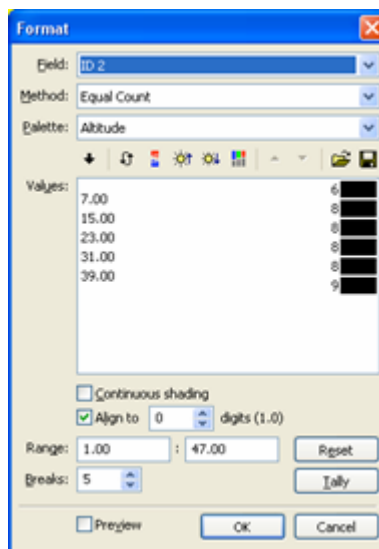 Format
Field: ID 2
Method: Equal Count
Palette: Altitude
Values:
6
7.00
8
15.00
8
23.00
8
31.00
8
39.00
9
Continuous shading
Align to 0 digits (1.0)
Range: 1.00 : 47.00 Reset
Breaks: 5 Tally
Preview OK Cancel